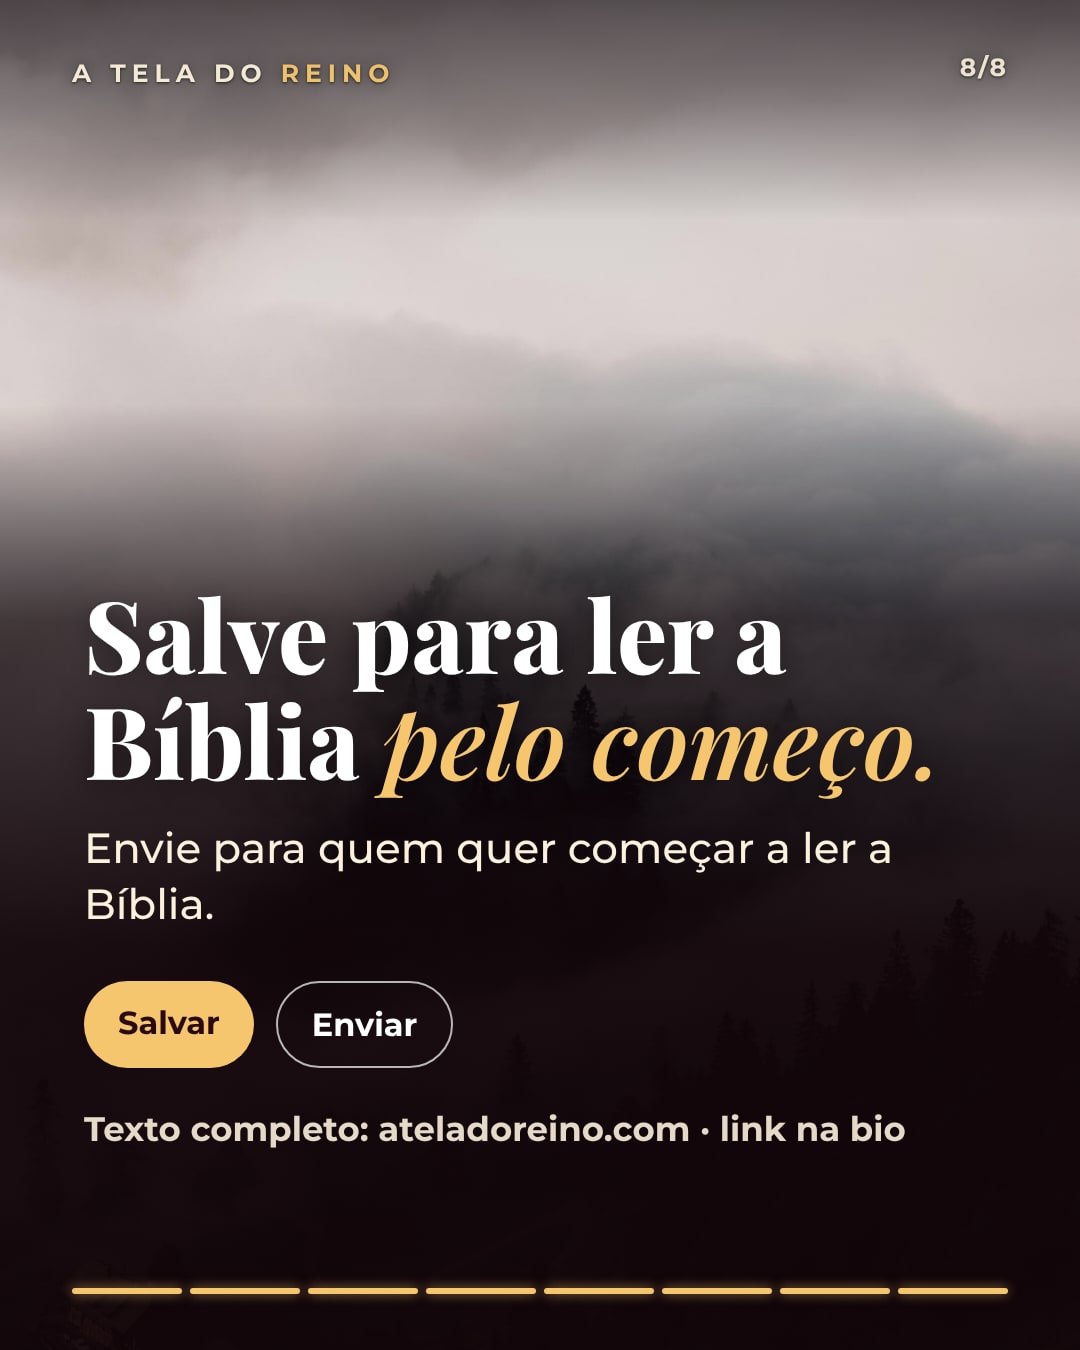 A TELA DO REINO
8/8
Salve para ler a
Bíblia pelo começo.
Envie para quem quer começar a ler a
Bíblia.
Salvar
Enviar
Texto completo: ateladoreino.com · link na bio